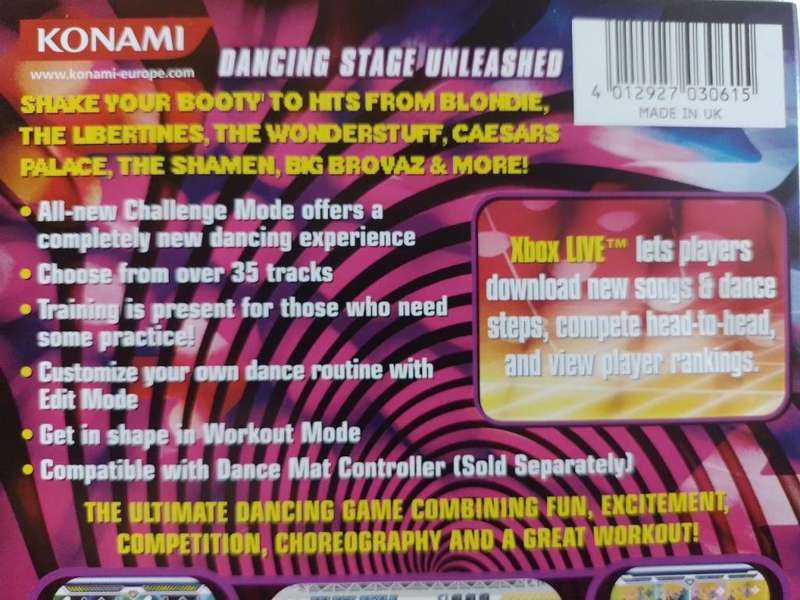 KONAMI
www.konami-europe.com
DANCING STAGE UNLEASHED
4 012927 030615
MADE IN UK
SHAKE YOUR 'BOOTY' TO HITS FROM BLONDIE,
THE LIBERTINES, THE WONDERSTUFF, CAESARS
PALACE, THE SHAMEN, BIG BROVAZ & MORE!
• All-new Challenge Mode offers a
completely new dancing experience
• Choose from over 35 tracks
• Training is present for those who need
some practice!
• Customize your own dance routine with
Edit Mode
• Get in shape in Workout Mode
• Compatible with Dance Mat Controller (Sold Separately)
Xbox LIVE™ lets players
download new songs & dance
steps, compete head-to-head,
and view player rankings.
THE ULTIMATE DANCING GAME COMBINING FUN, EXCITEMENT,
COMPETITION, CHOREOGRAPHY AND A GREAT WORKOUT!